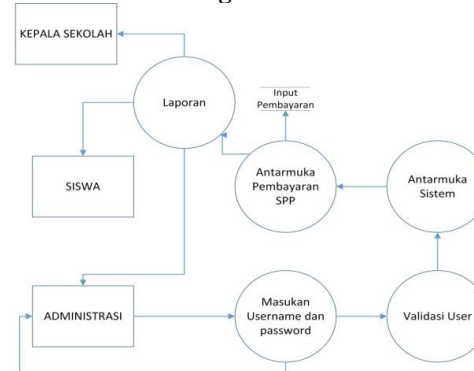 KEPALA SEKOLAH
Laporan
Input
Pembayaran
Antarmuka
Pembayaran
SPP
Antarmuka
Sistem
SISWA
ADMINISTRASI
Masukan
Username dan
password
Validasi User